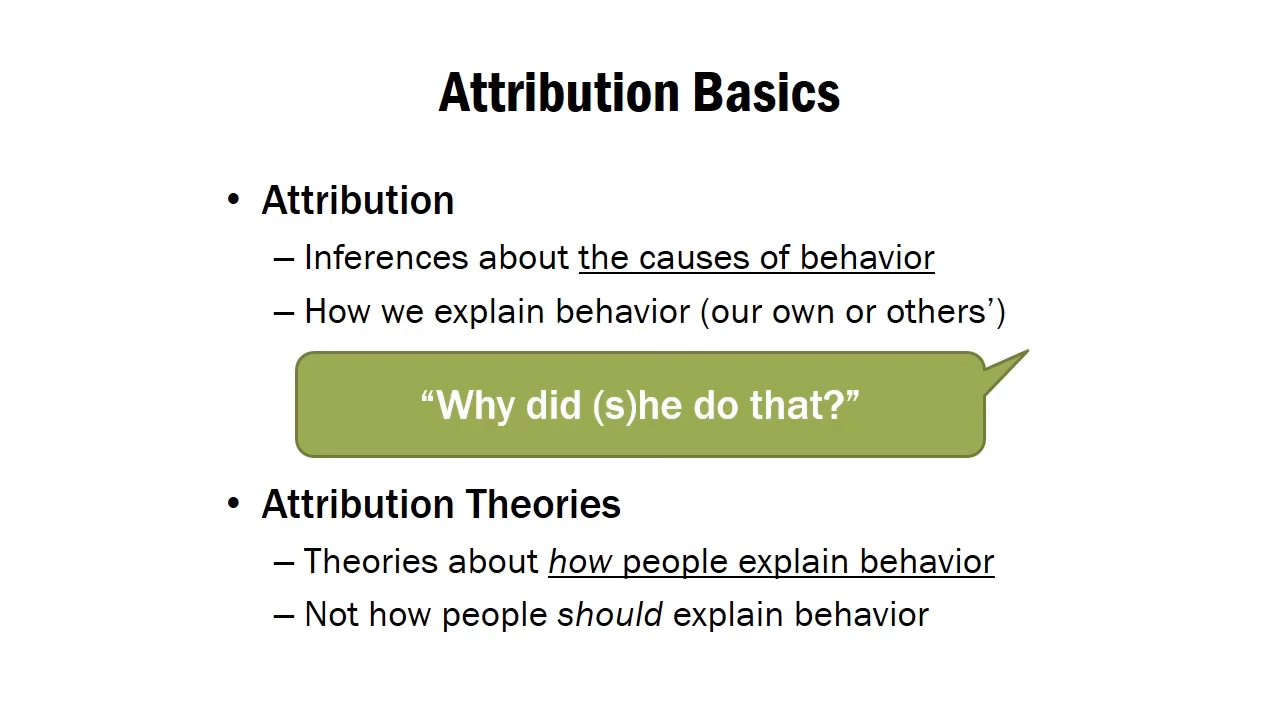 Attribution Basics
• Attribution
– Inferences about the causes of behavior
– How we explain behavior (our own or others’)
“Why did (s)he do that?”
• Attribution Theories
– Theories about how people explain behavior
– Not how people should explain behavior